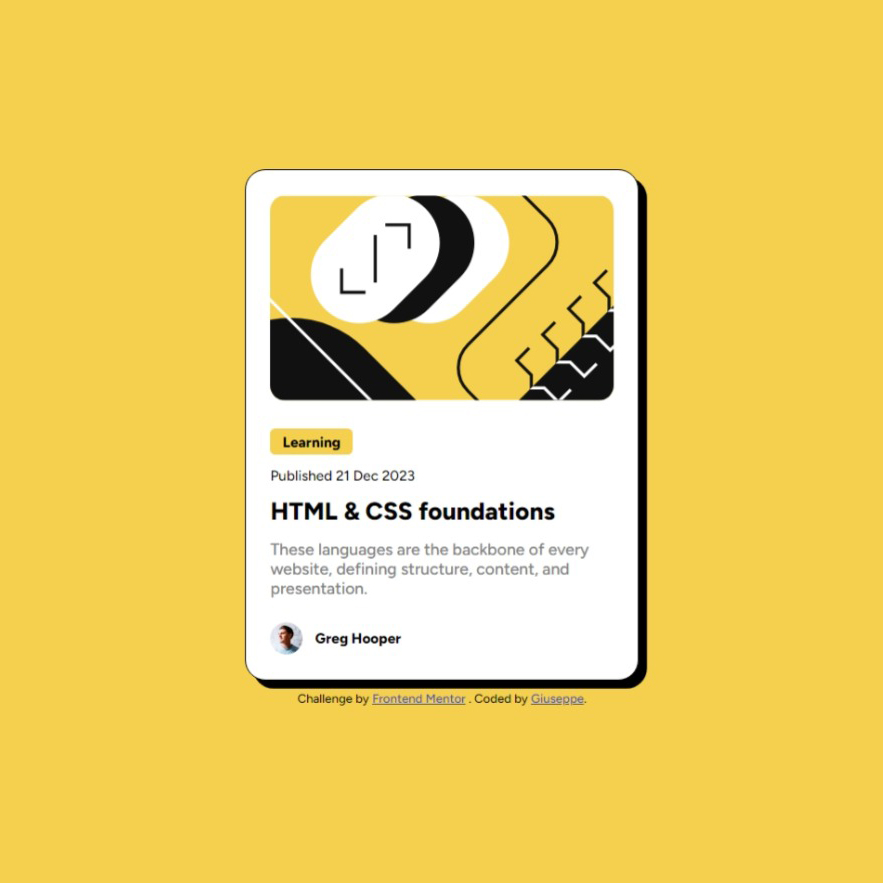 Learning
Published 21 Dec 2023
HTML & CSS foundations
These languages are the backbone of every
website, defining structure, content, and
presentation.
Greg Hooper
Challenge by Frontend Mentor . Coded by Giuseppe.